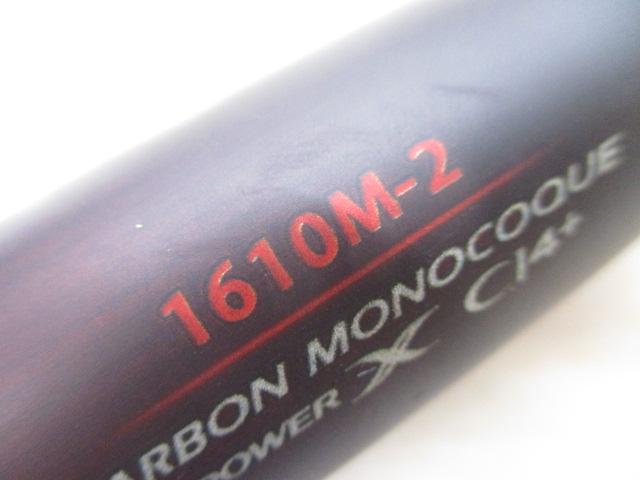 1610M-2
ARBON MONOCOQUE
POWER X CI4+